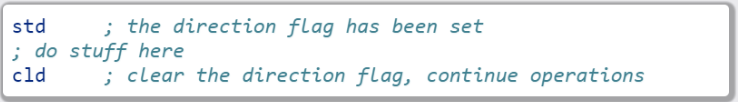 std     ; the direction flag has been set
; do stuff here
cld     ; clear the direction flag, continue operations